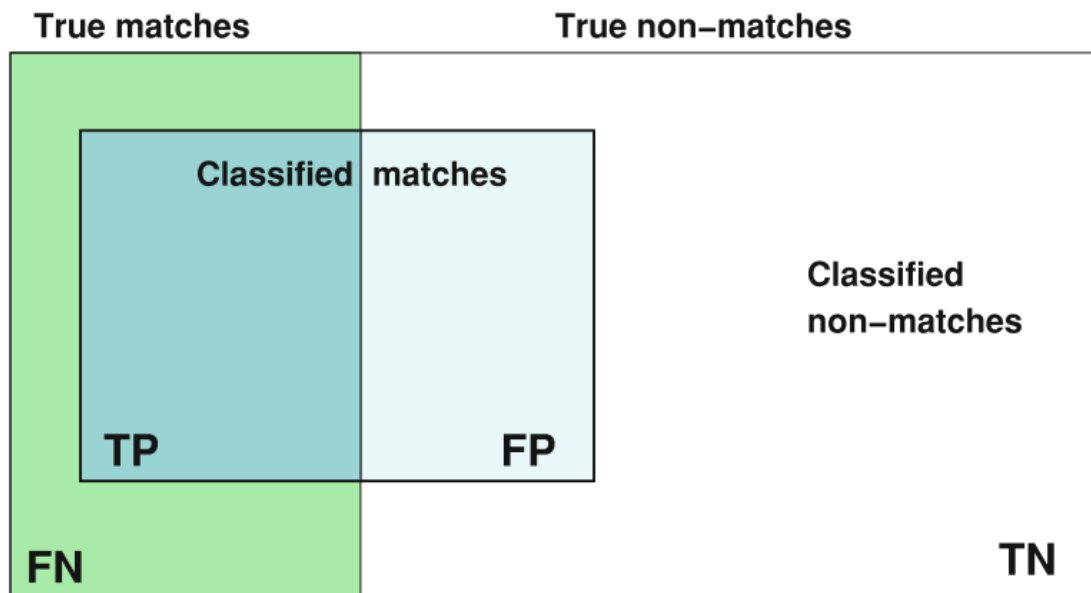 True matches
True non−matches
Classified matches
Classified
non−matches
TP
FP
FN
TN